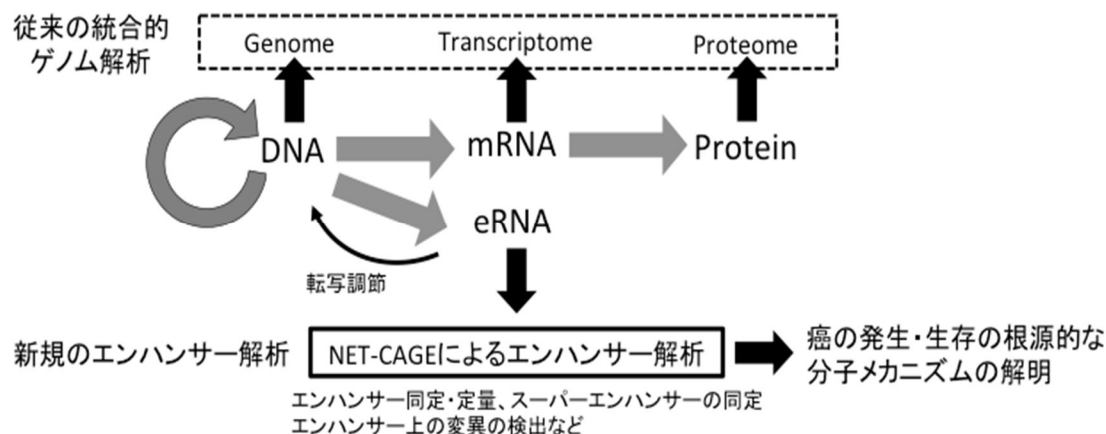 従来の統合的
ゲノム解析
Genome Transcriptome Proteome
DNA mRNA Protein
eRNA
転写調節
新規のエンハンサー解析 NET-CAGEによるエンハンサー解析 癌の発生・生存の根源的な
分子メカニズムの解明
エンハンサー同定・定量、スーパーエンハンサーの同定
エンハンサー上の変異の検出など